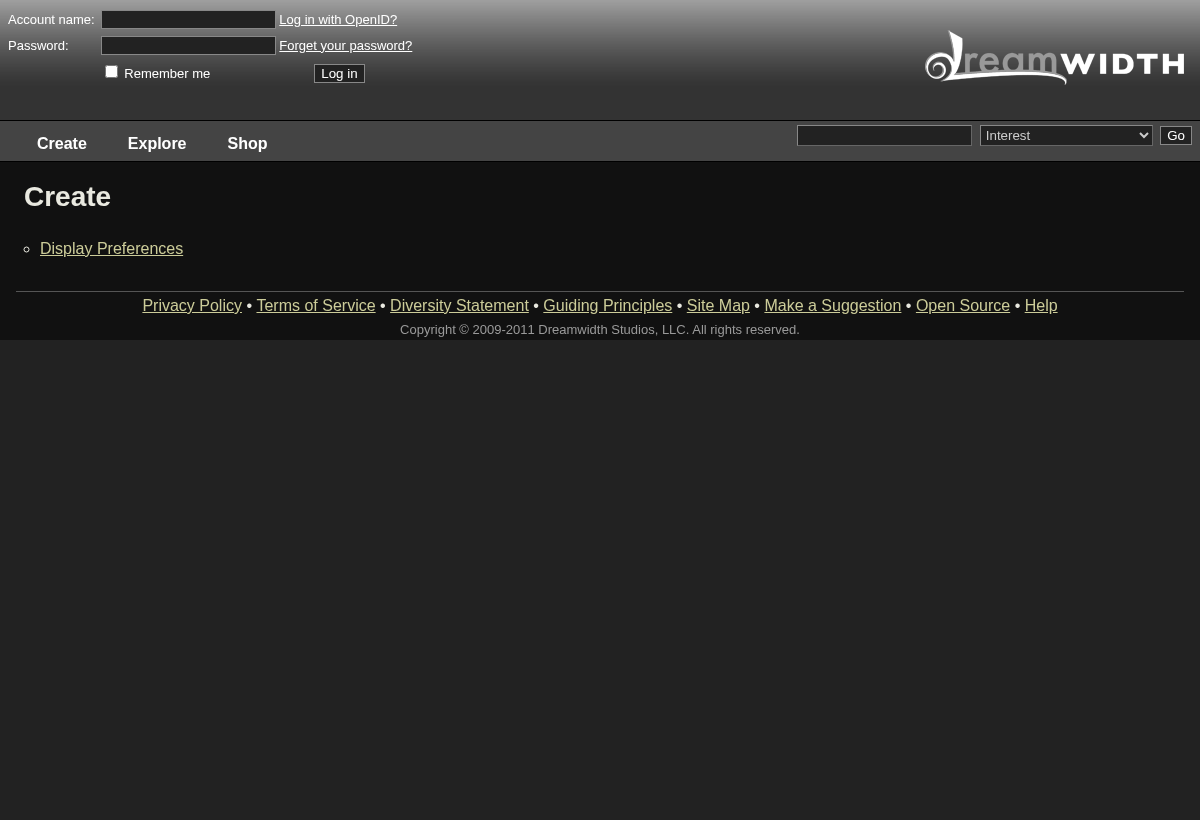 Account name: Log in with OpenID?
Password: Forget your password?
Remember me Log in
dreamWIDTH
Create Explore Shop Interest Go
Create
Display Preferences
Privacy Policy • Terms of Service • Diversity Statement • Guiding Principles • Site Map • Make a Suggestion • Open Source • Help
Copyright © 2009-2011 Dreamwidth Studios, LLC. All rights reserved.